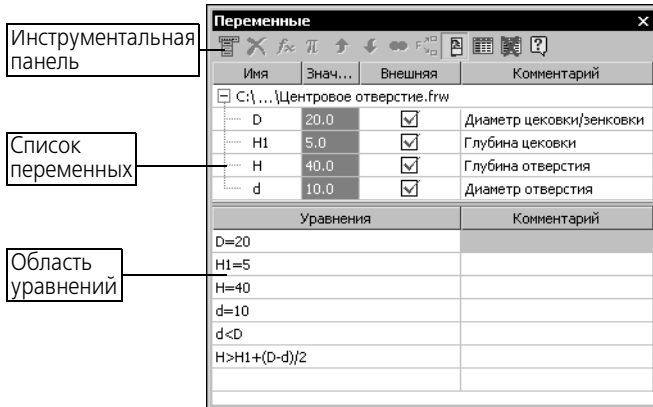 Переменные
Инструментальная
панель
Имя Знач... Внешняя Комментарий
C:\ ...\Центровое отверстие.frw
D 20.0 Диаметр цековки/зенковки
H1 5.0 Глубина цековки
Список
переменных
H 40.0 Глубина отверстия
d 10.0 Диаметр отверстия
Уравнения Комментарий
D=20
Область
уравнений
H1=5
H=40
d=10
d<D
H>H1+(D-d)/2